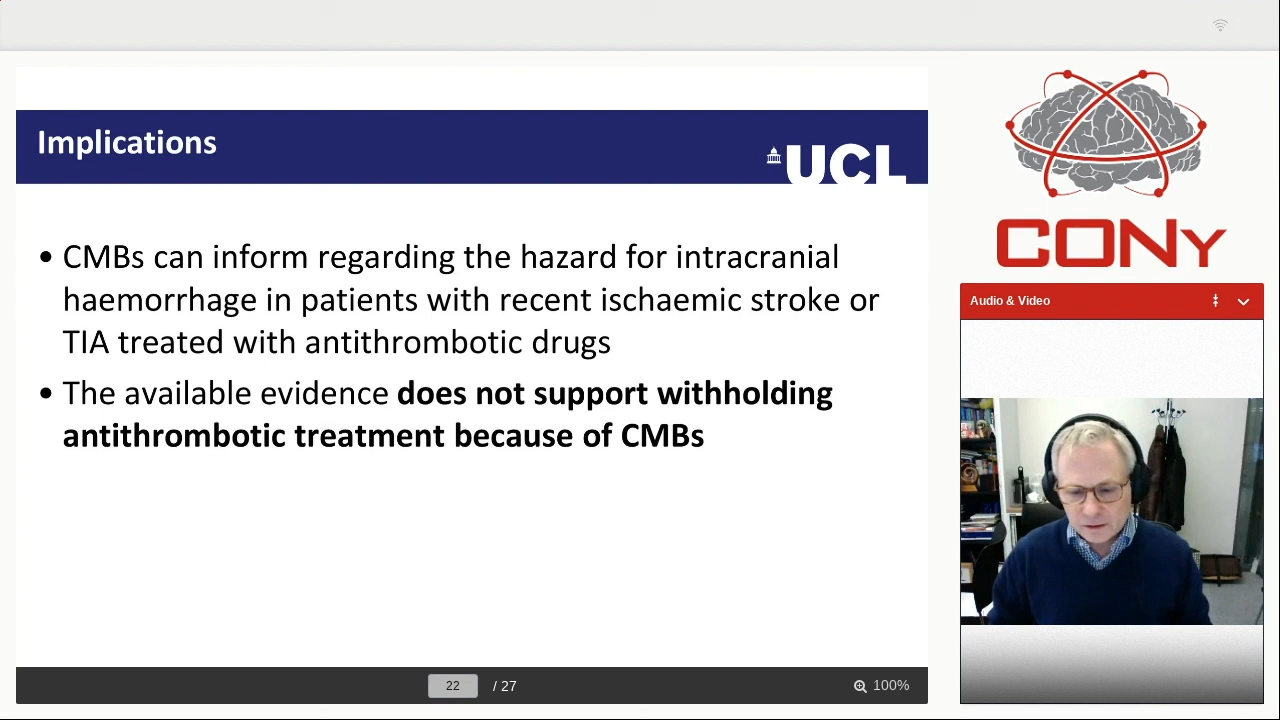 Implications
UCL
• CMBs can inform regarding the hazard for intracranial
haemorrhage in patients with recent ischaemic stroke or
TIA treated with antithrombotic drugs
• The available evidence does not support withholding
antithrombotic treatment because of CMBs
22 / 27
100%
CONy
Audio & Video